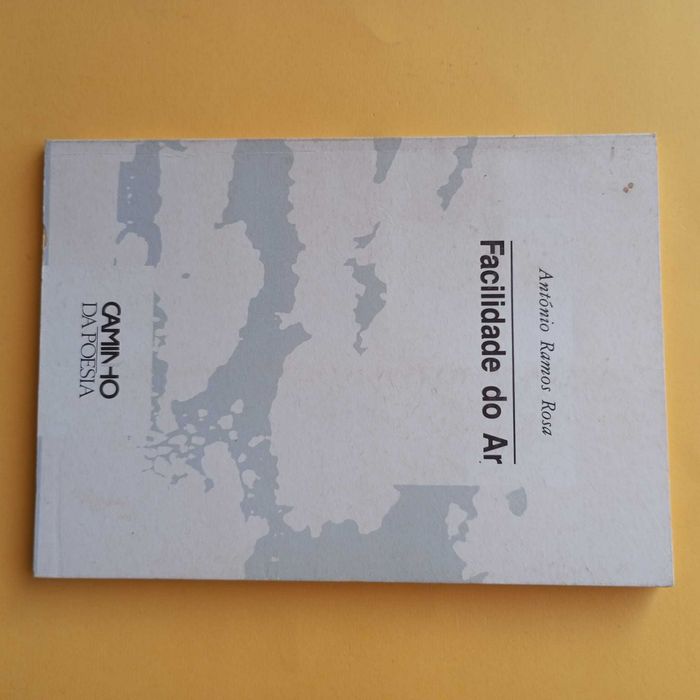 António Ramos Rosa
Facilidade do Ar
CAMINHO
DA POESIA